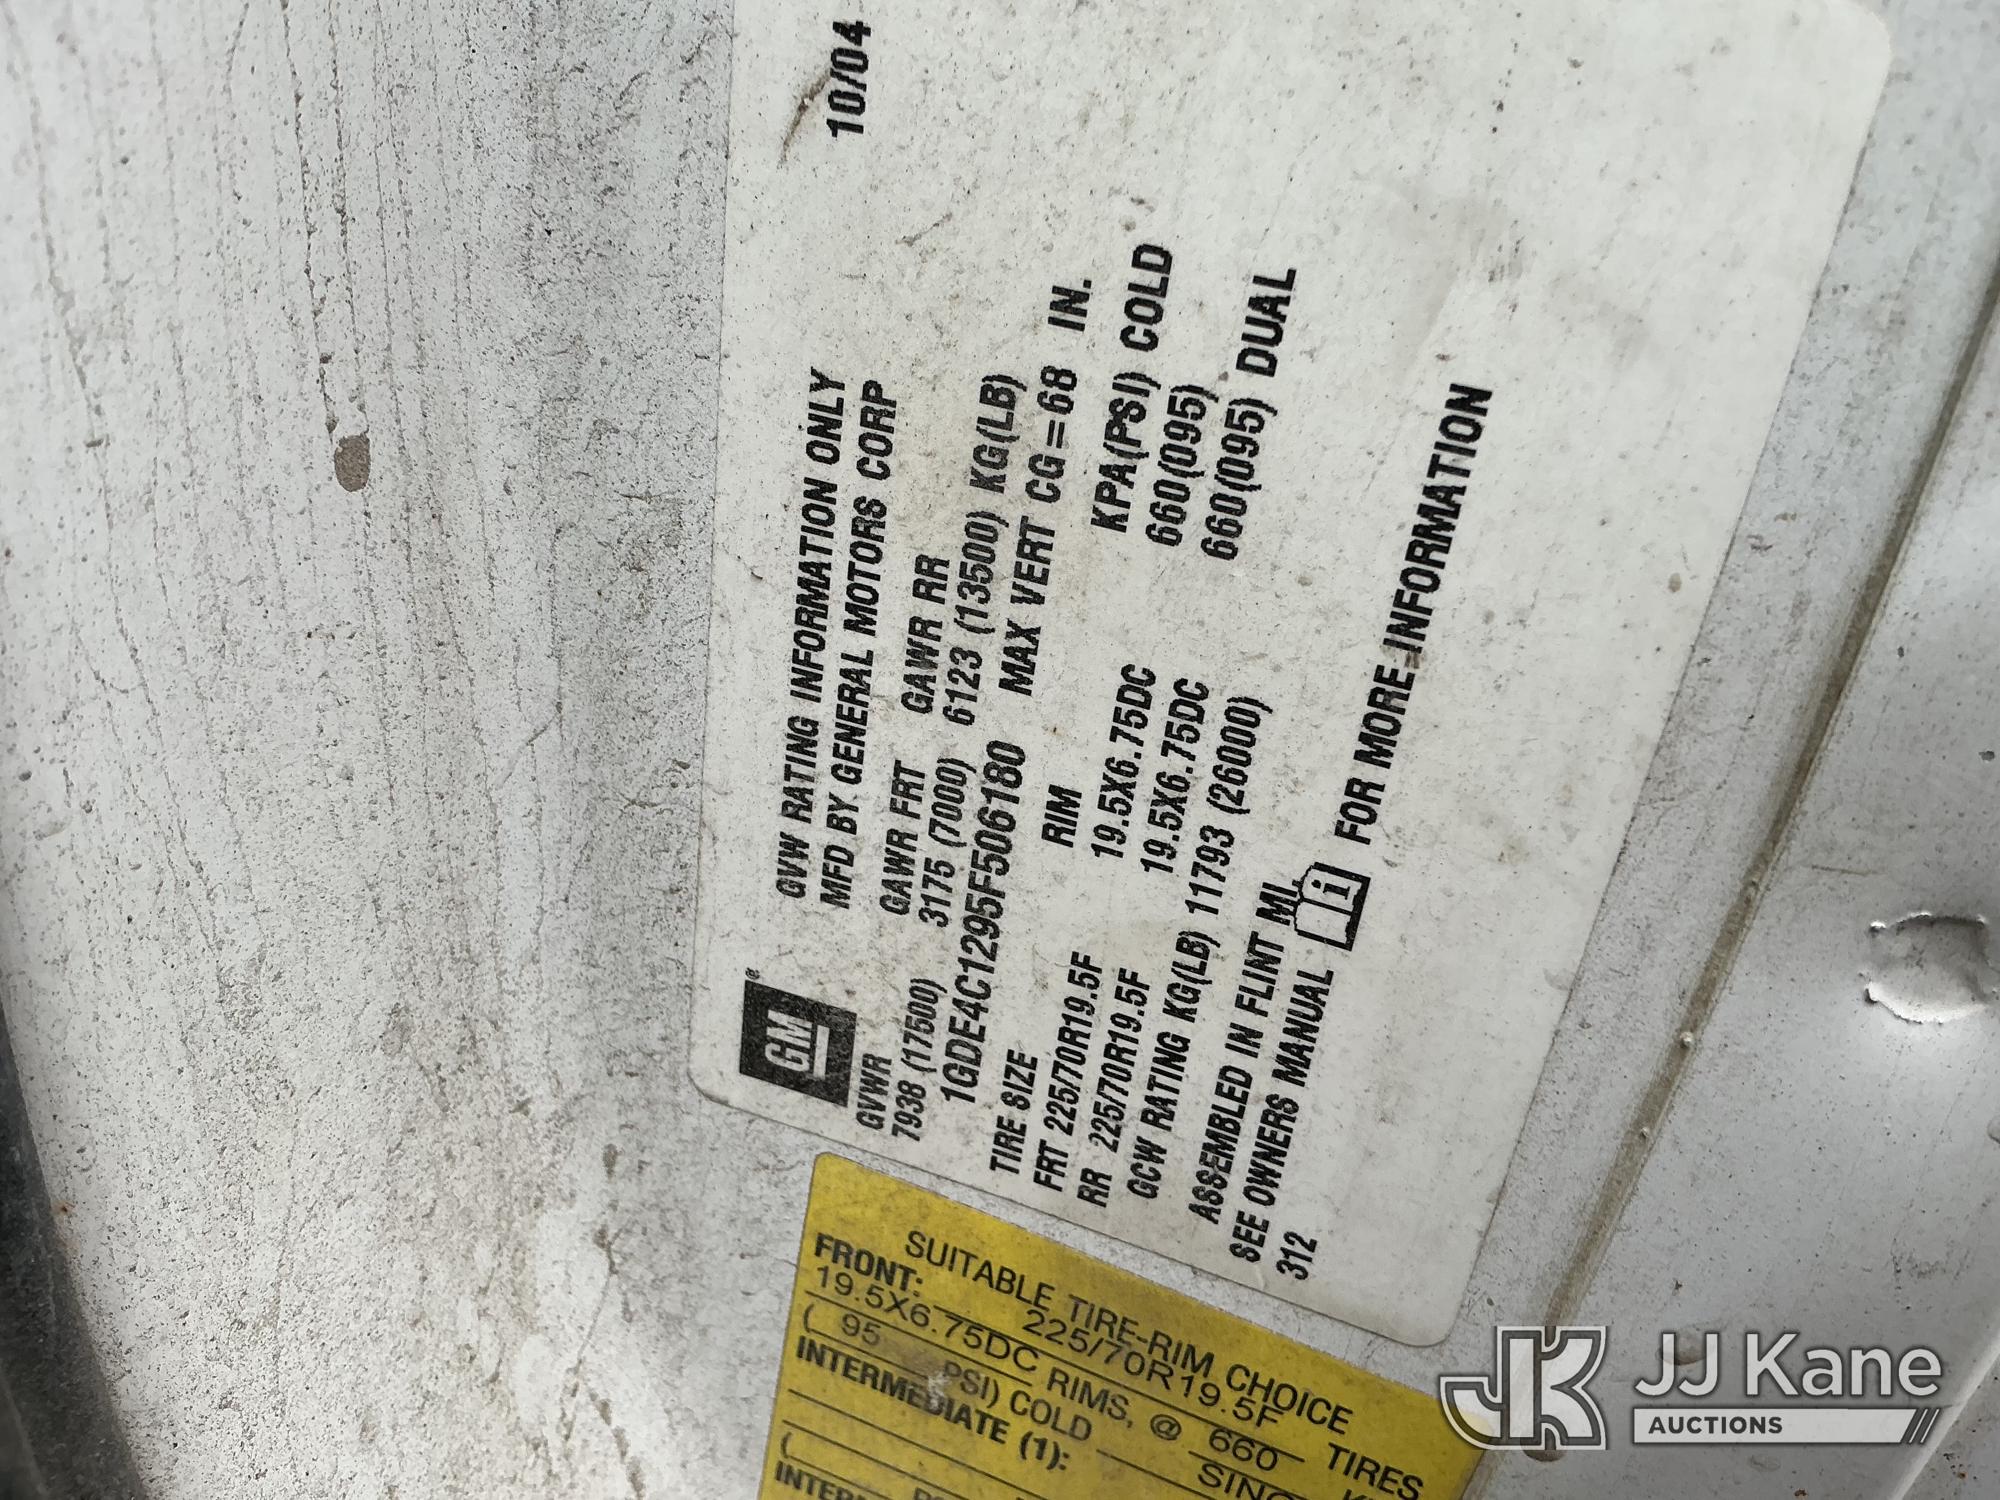 GM
GVW RATING INFORMATION ONLY
MFD BY GENERAL MOTORS CORP 10/04
GVWR GAWR FRT GAWR RR
7938 (17500) 3175 (7000) 6123 (13500) KG(LB)
1GDE4C1295F506180 MAX VERT CG=68 IN.
TIRE SIZE RIM KPA(PSI) COLD
FRT 225/70R19.5F 19.5X6.75DC 660(095)
RR 225/70R19.5F 19.5X6.75DC 660(095) DUAL
GCW RATING KG(LB) 11793 (26000)
ASSEMBLED IN FLINT MI.
SEE OWNERS MANUAL i FOR MORE INFORMATION
312
SUITABLE TIRE-RIM CHOICE
FRONT: 225/70R19.5F TIRES
19.5X6.75DC RIMS, @ 660
( 95 PSI) COLD
INTERMEDIATE (1):
(
JK JJ Kane
AUCTIONS